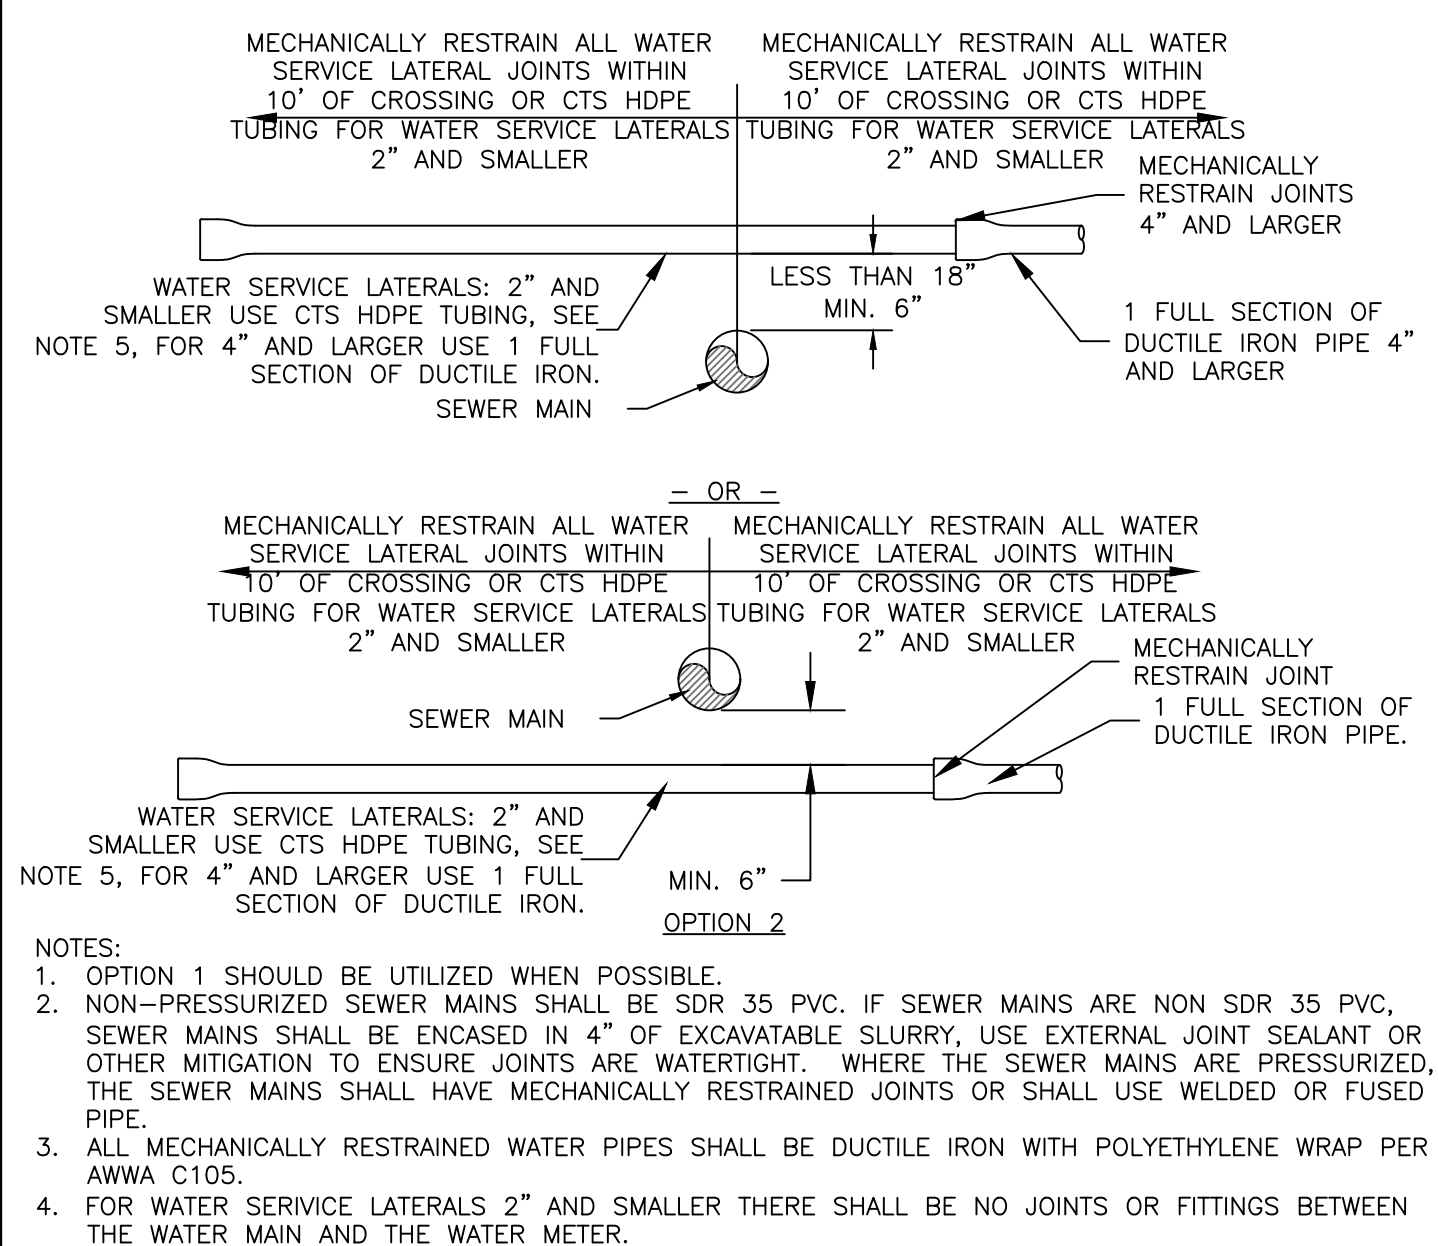 MECHANICALLY RESTRAIN ALL WATER
SERVICE LATERAL JOINTS WITHIN
10' OF CROSSING OR CTS HDPE
TUBING FOR WATER SERVICE LATERALS
2" AND SMALLER
MECHANICALLY RESTRAIN ALL WATER
SERVICE LATERAL JOINTS WITHIN
10' OF CROSSING OR CTS HDPE
TUBING FOR WATER SERVICE LATERALS
2" AND SMALLER
MECHANICALLY
RESTRAIN JOINTS
4" AND LARGER
WATER SERVICE LATERALS: 2" AND
SMALLER USE CTS HDPE TUBING, SEE
NOTE 5, FOR 4" AND LARGER USE 1 FULL
SECTION OF DUCTILE IRON.
LESS THAN 18"
MIN. 6"
1 FULL SECTION OF
DUCTILE IRON PIPE 4"
AND LARGER
SEWER MAIN
- OR -
MECHANICALLY RESTRAIN ALL WATER
SERVICE LATERAL JOINTS WITHIN
10' OF CROSSING OR CTS HDPE
TUBING FOR WATER SERVICE LATERALS
2" AND SMALLER
MECHANICALLY RESTRAIN ALL WATER
SERVICE LATERAL JOINTS WITHIN
10' OF CROSSING OR CTS HDPE
TUBING FOR WATER SERVICE LATERALS
2" AND SMALLER
MECHANICALLY
RESTRAIN JOINT
1 FULL SECTION OF
DUCTILE IRON PIPE.
SEWER MAIN
WATER SERVICE LATERALS: 2" AND
SMALLER USE CTS HDPE TUBING, SEE
NOTE 5, FOR 4" AND LARGER USE 1 FULL
SECTION OF DUCTILE IRON.
MIN. 6"
OPTION 2
NOTES:
1. OPTION 1 SHOULD BE UTILIZED WHEN POSSIBLE.
2. NON-PRESSURIZED SEWER MAINS SHALL BE SDR 35 PVC. IF SEWER MAINS ARE NON SDR 35 PVC,
SEWER MAINS SHALL BE ENCASED IN 4" OF EXCAVATABLE SLURRY, USE EXTERNAL JOINT SEALANT OR
OTHER MITIGATION TO ENSURE JOINTS ARE WATERTIGHT. WHERE THE SEWER MAINS ARE PRESSURIZED,
THE SEWER MAINS SHALL HAVE MECHANICALLY RESTRAINED JOINTS OR SHALL USE WELDED OR FUSED
PIPE.
3. ALL MECHANICALLY RESTRAINED WATER PIPES SHALL BE DUCTILE IRON WITH POLYETHYLENE WRAP PER
AWWA C105.
4. FOR WATER SERIVICE LATERALS 2" AND SMALLER THERE SHALL BE NO JOINTS OR FITTINGS BETWEEN
THE WATER MAIN AND THE WATER METER.